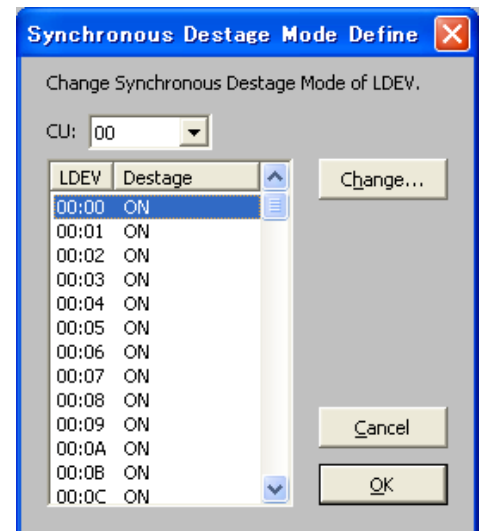 Synchronous Destage Mode Define
Change Synchronous Destage Mode of LDEV.
CU: 00
LDEV Destage
Change...
00:00 ON
00:01 ON
00:02 ON
00:03 ON
00:04 ON
00:05 ON
00:06 ON
00:07 ON
00:08 ON
00:09 ON
00:0A ON
00:0B ON
00:0C ON
Cancel
OK